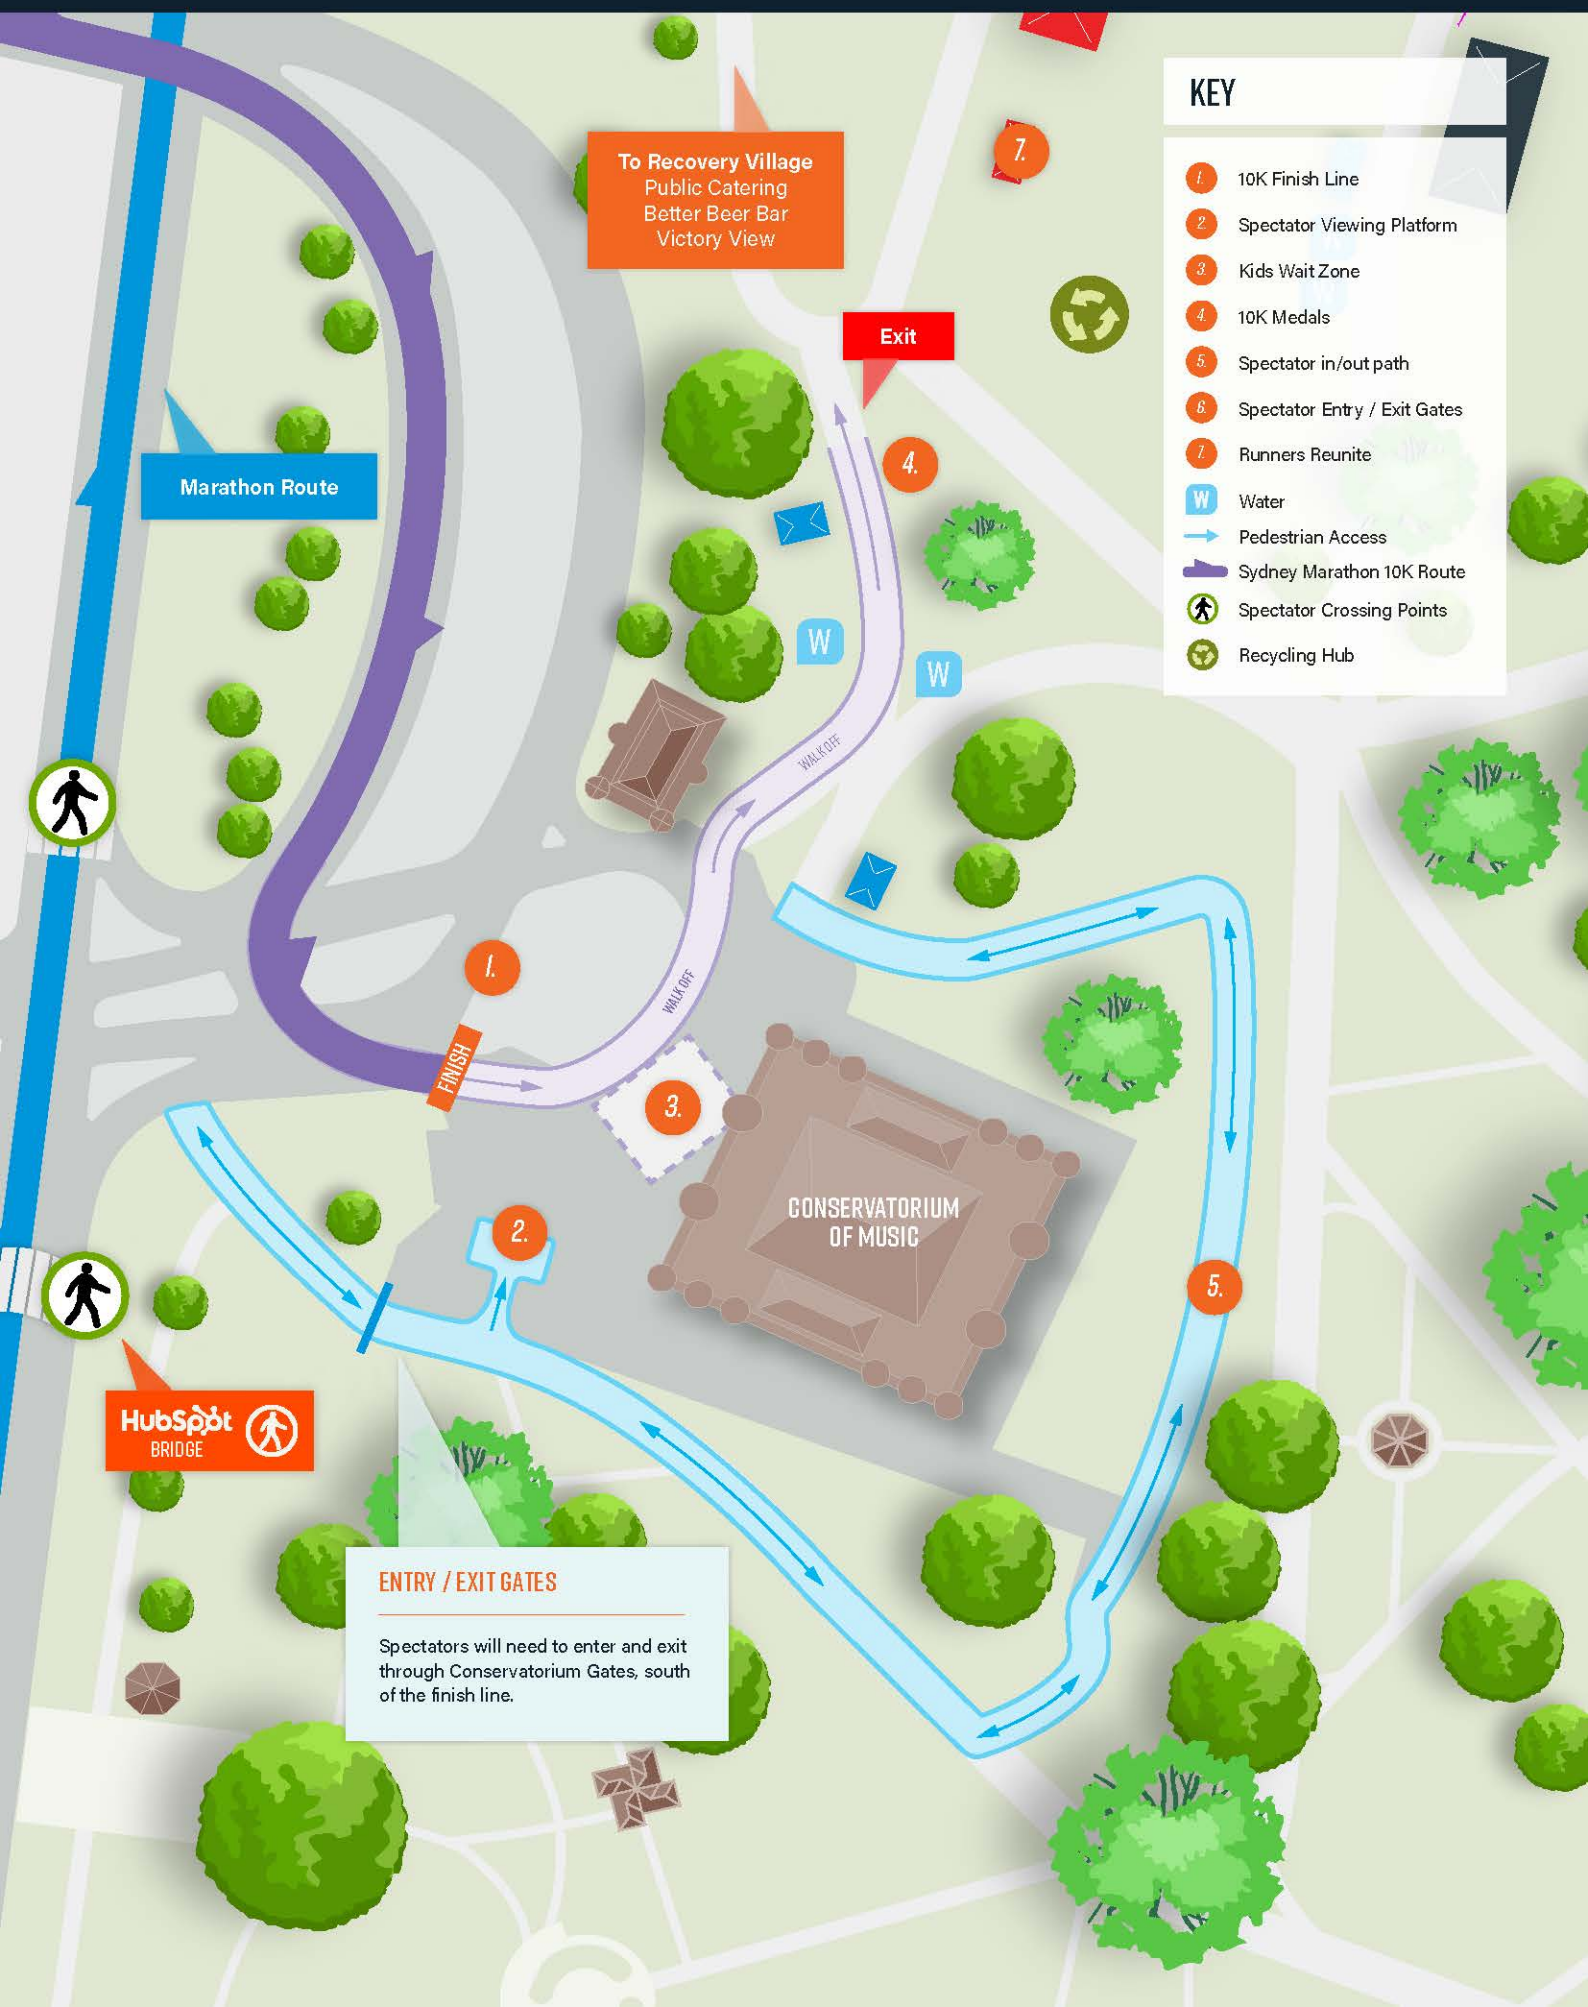 To Recovery Village
Public Catering
Better Beer Bar
Victory View
7.
Exit
4.
Marathon Route
W
W
WALK OFF
WALK OFF
1.
FINISH
3.
2.
CONSERVATORIUM
OF MUSIC
5.
HubSpot
BRIDGE
ENTRY / EXIT GATES
Spectators will need to enter and exit
through Conservatorium Gates, south
of the finish line.
KEY
1. 10K Finish Line
2. Spectator Viewing Platform
3. Kids Wait Zone
4. 10K Medals
5. Spectator in/out path
6. Spectator Entry / Exit Gates
7. Runners Reunite
W Water
Pedestrian Access
Sydney Marathon 10K Route
Spectator Crossing Points
Recycling Hub